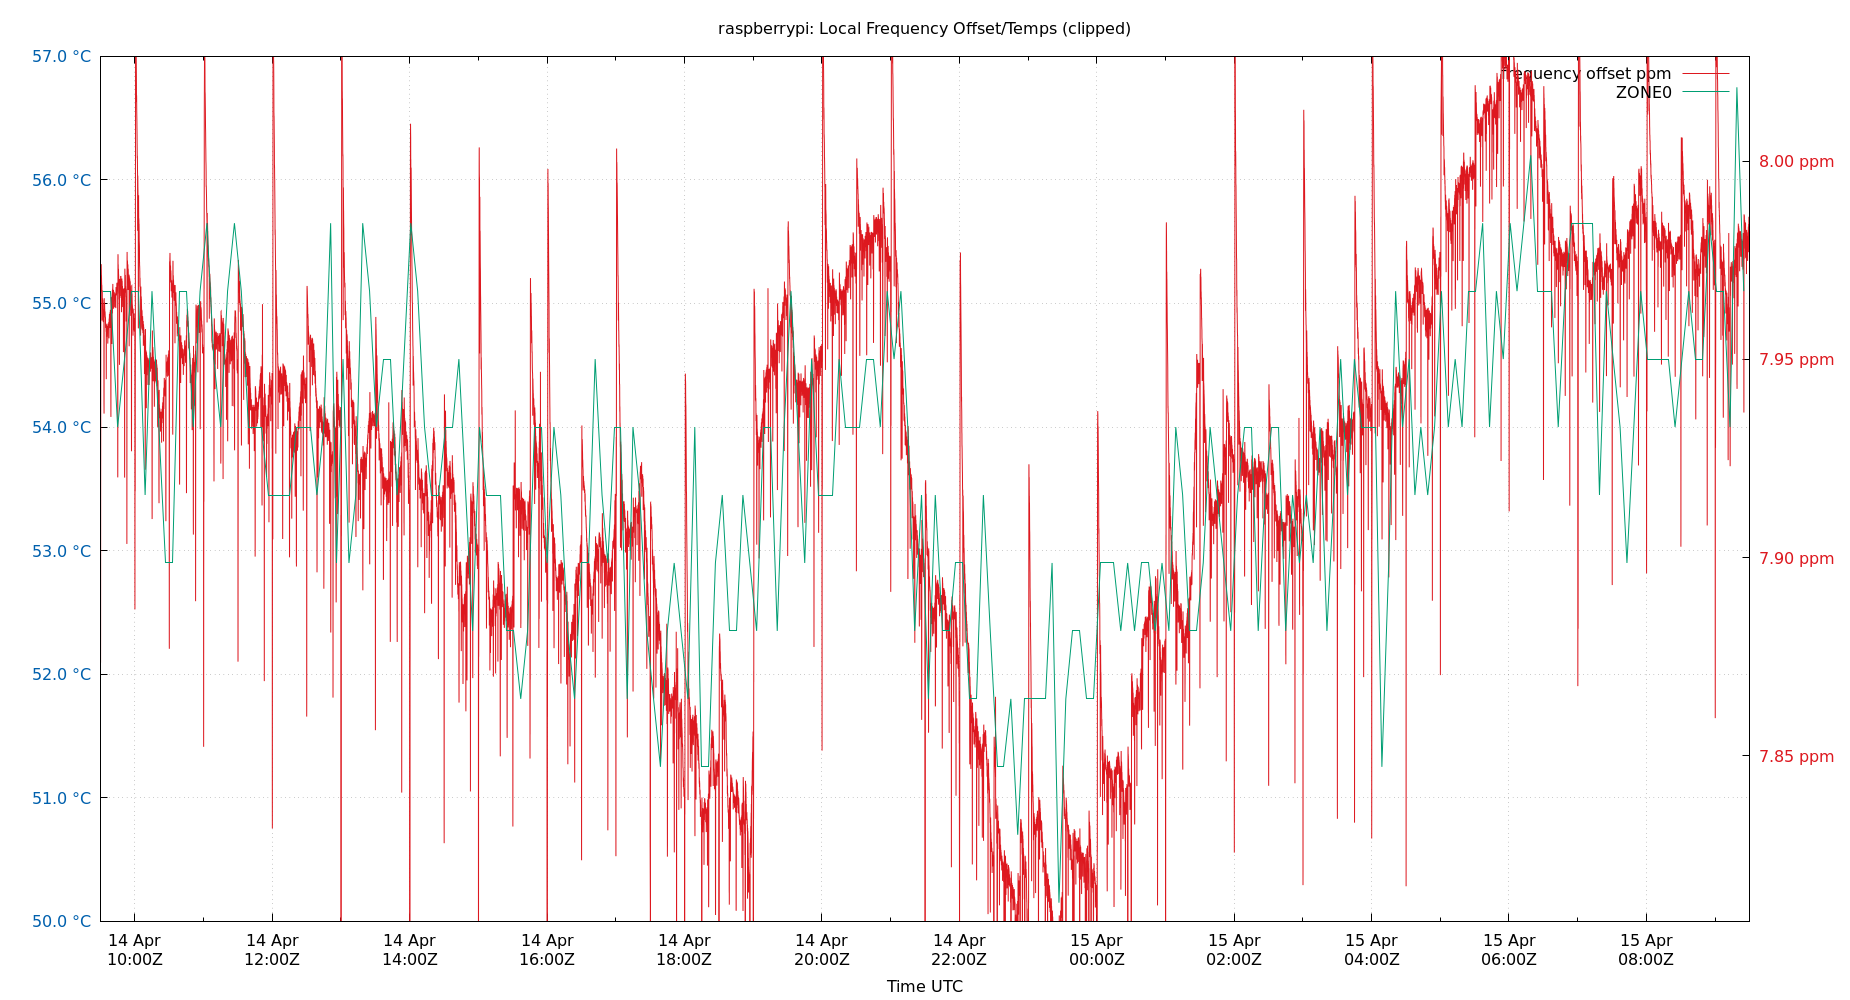 raspberrypi: Local Frequency Offset/Temps (clipped)
57.0 °C
56.0 °C
55.0 °C
54.0 °C
53.0 °C
52.0 °C
51.0 °C
50.0 °C
frequency offset ppm
ZONE0
8.00 ppm
7.95 ppm
7.90 ppm
7.85 ppm
14 Apr 14 Apr 14 Apr 14 Apr 14 Apr 14 Apr 14 Apr 15 Apr 15 Apr 15 Apr 15 Apr 15 Apr
10:00Z 12:00Z 14:00Z 16:00Z 18:00Z 20:00Z 22:00Z 00:00Z 02:00Z 04:00Z 06:00Z 08:00Z
Time UTC